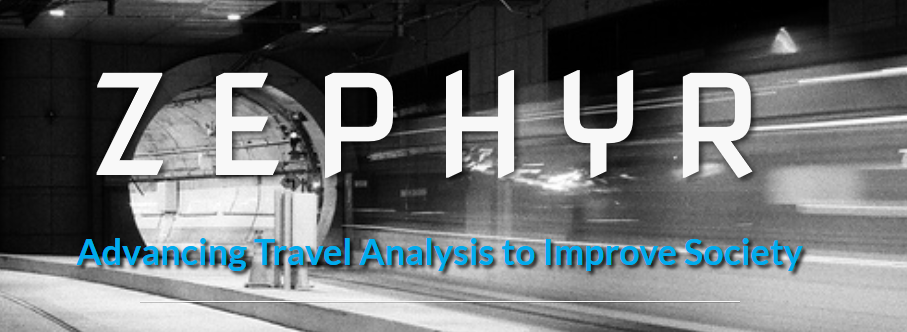 ZEPHYR
Advancing Travel Analysis to Improve Society